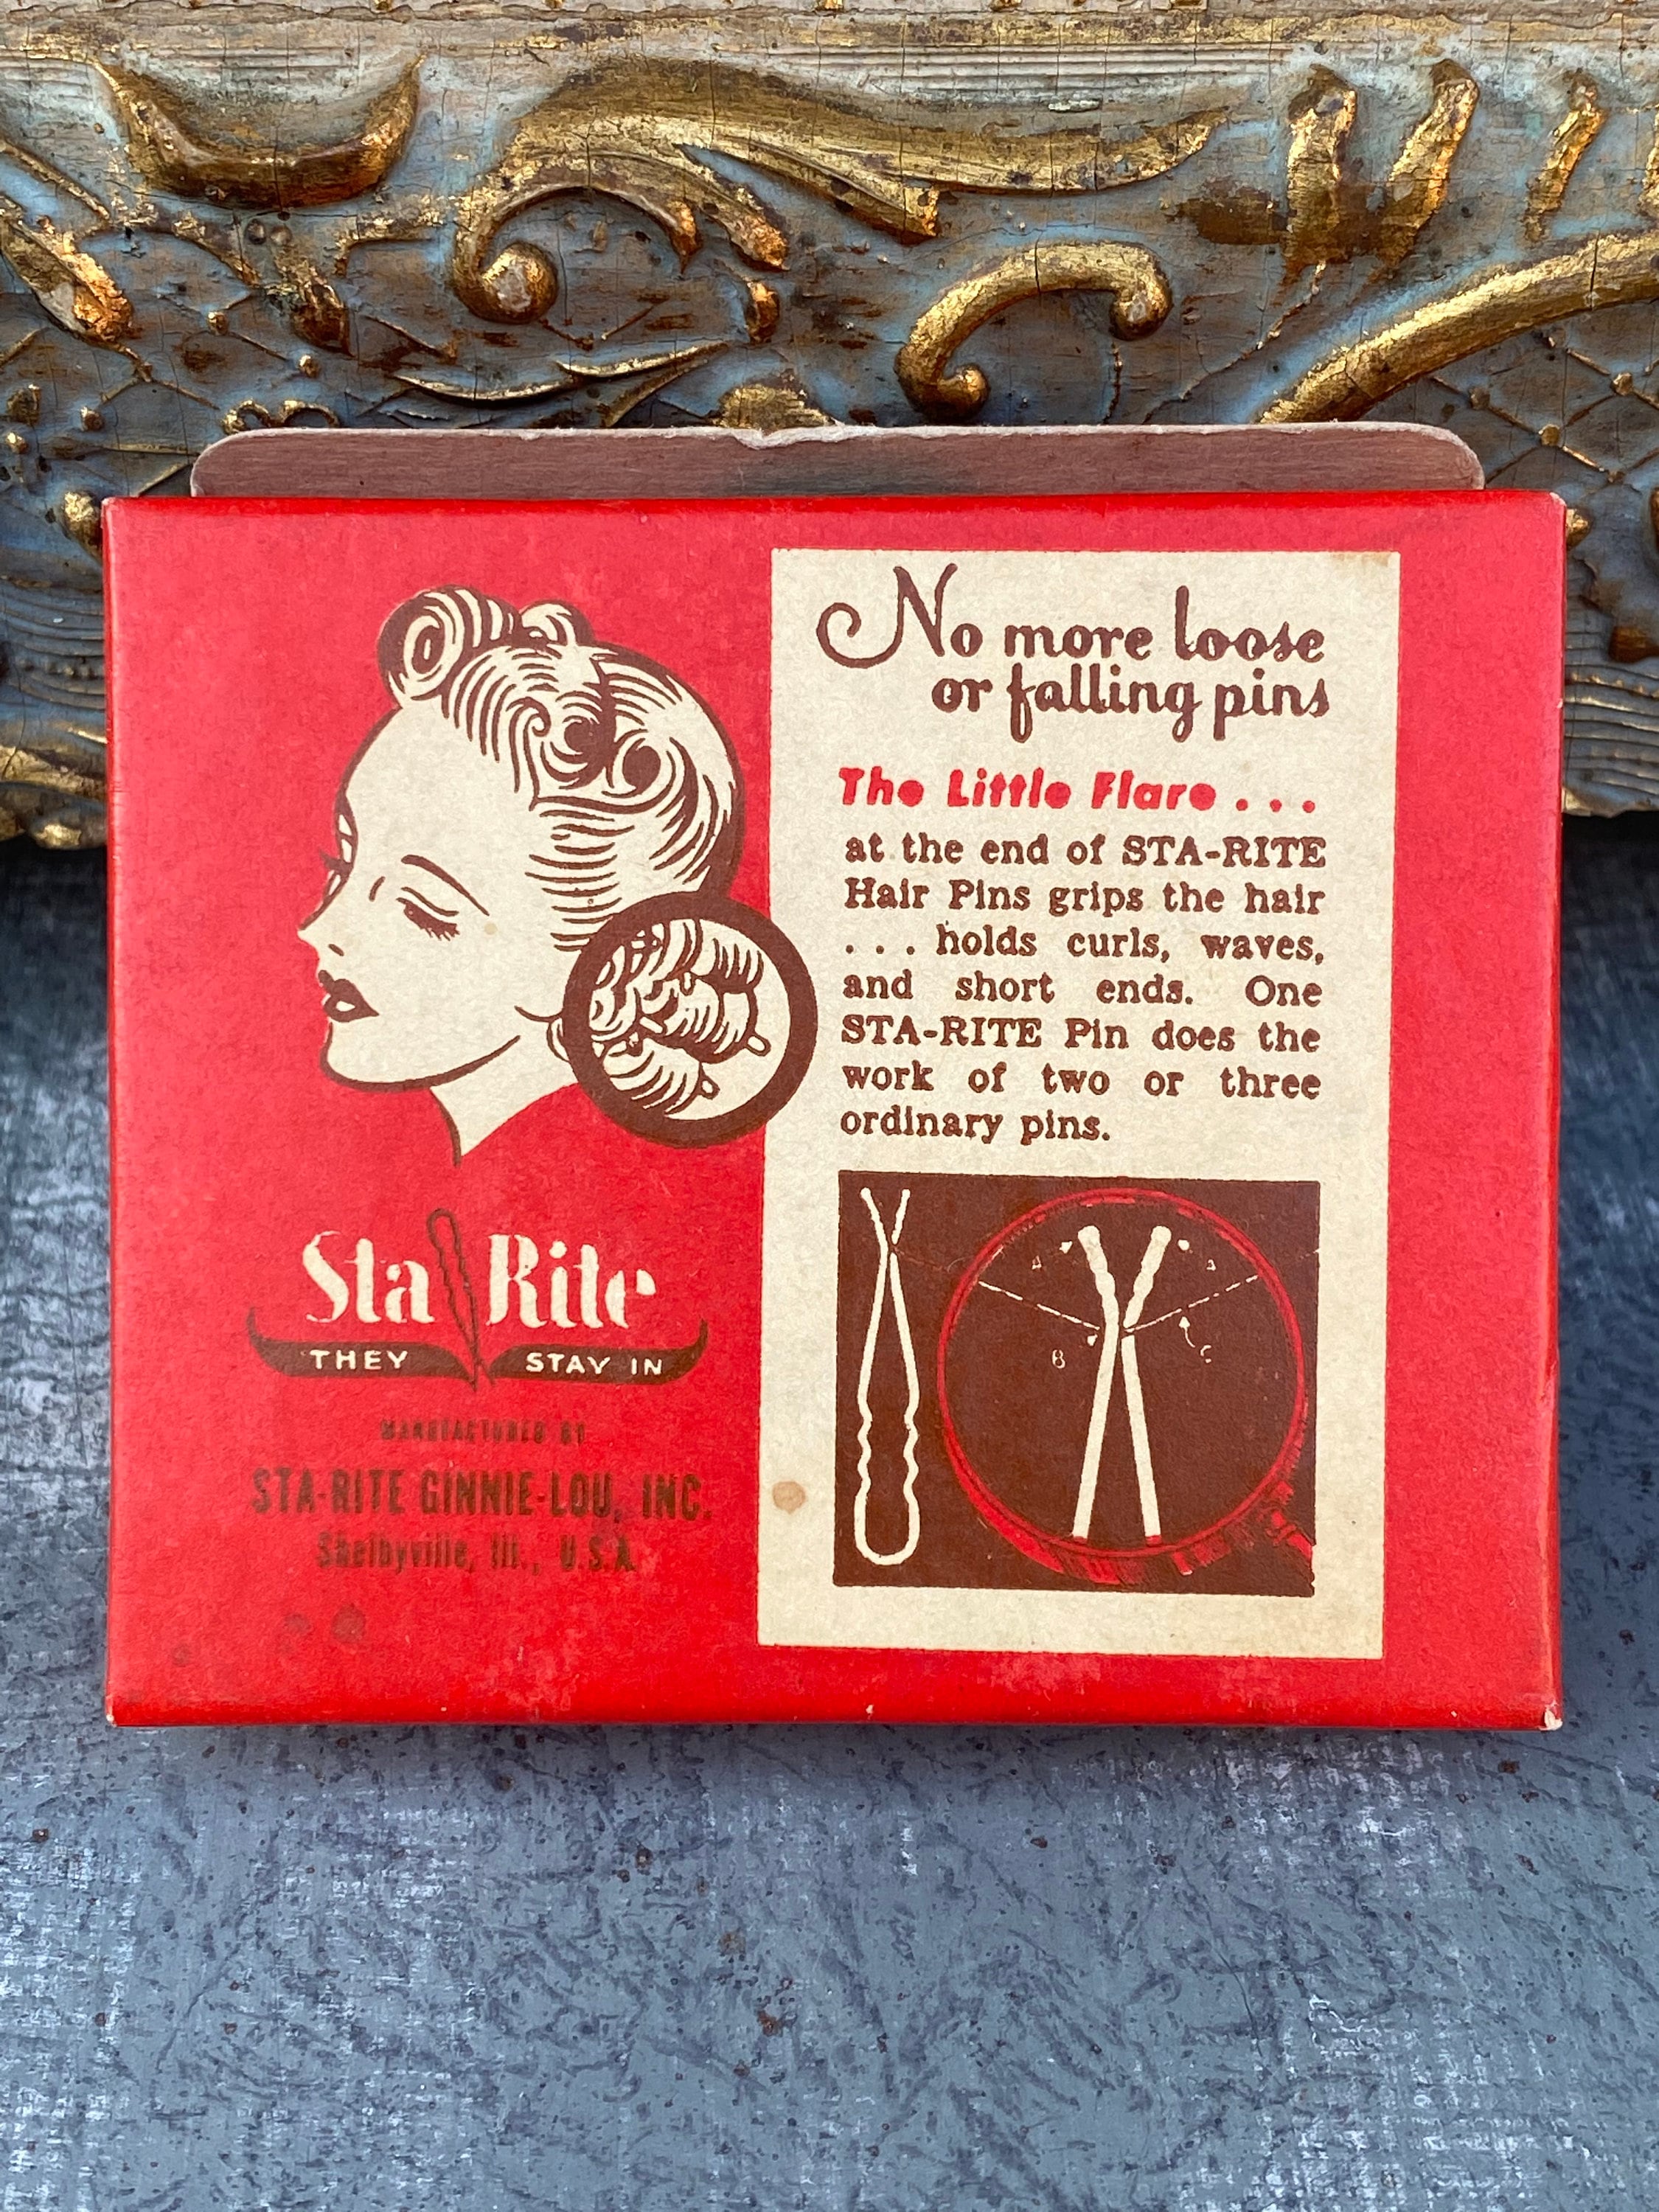 No more loose
or falling pins
The Little Flare . . .
at the end of STA-RITE
Hair Pins grips the hair
. . . holds curls, waves,
and short ends. One
STA-RITE Pin does the
work of two or three
ordinary pins.
A A
B C
Sta Rite
THEY STAY IN
MANUFACTURED BY
STA-RITE GINNIE-LOU, INC.
Shelbyville, Ill., U.S.A.